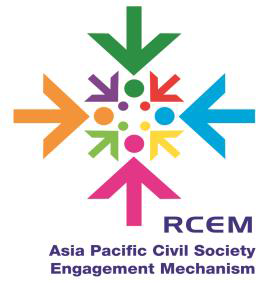 RCEM
Asia Pacific Civil Society
Engagement Mechanism